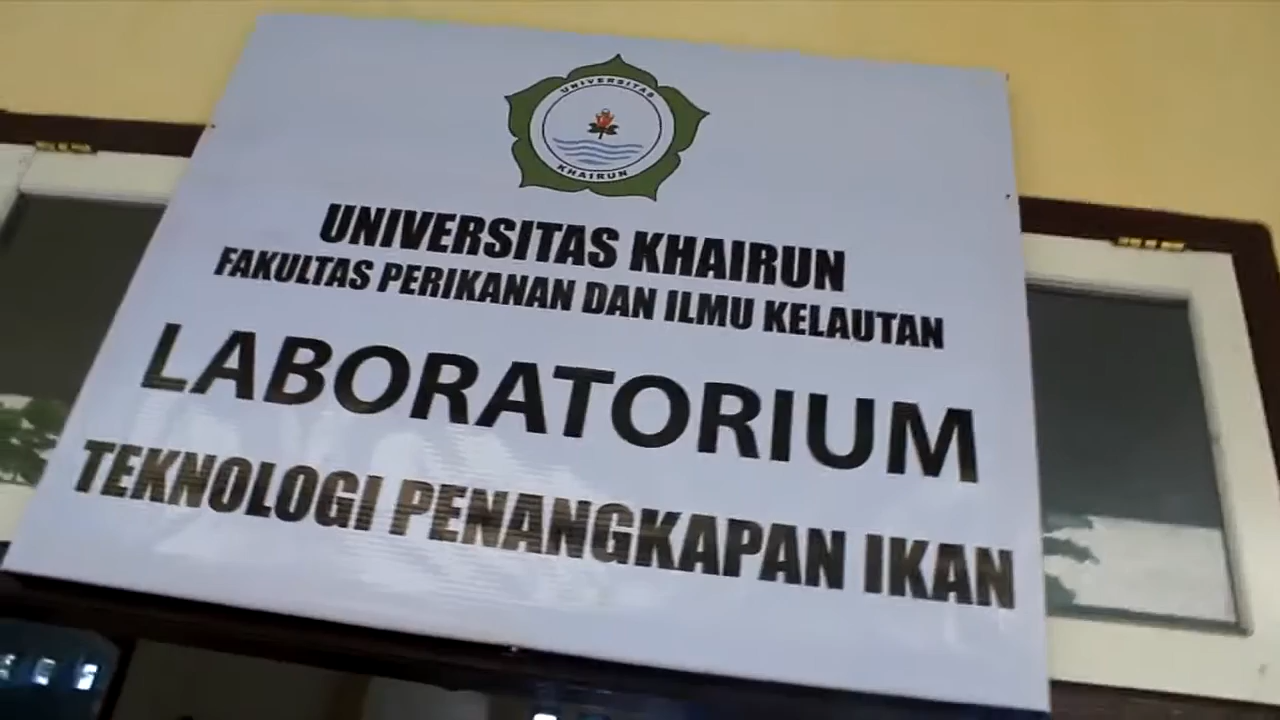 UNIVERSITAS
KHAIRUN
UNIVERSITAS KHAIRUN
FAKULTAS PERIKANAN DAN ILMU KELAUTAN
LABORATORIUM
TEKNOLOGI PENANGKAPAN IKAN